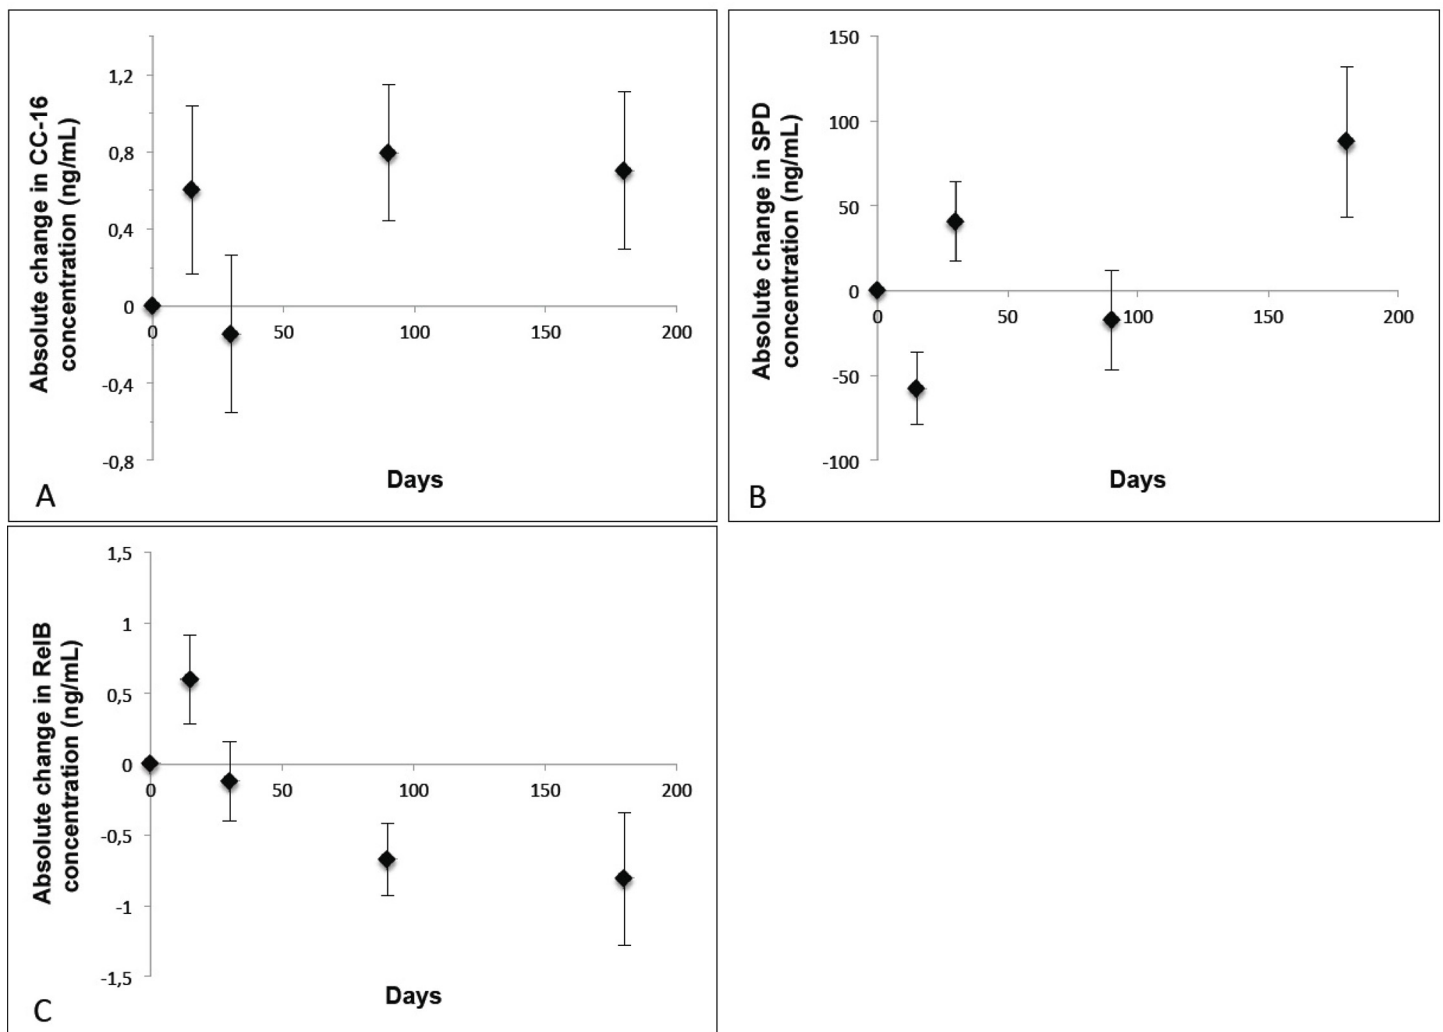 Absolute change in CC-16
concentration (ng/mL)
1,2
0,8
0,4
0
-0,4
-0,8
0
50
100
150
200
Days
A
Absolute change in SPD
concentration (ng/mL)
150
100
50
0
-50
-100
0
50
100
150
200
Days
B
Absolute change in RelB
concentration (ng/mL)
1,5
1
0,5
0
-0,5
-1
-1,5
0
50
100
150
200
Days
C